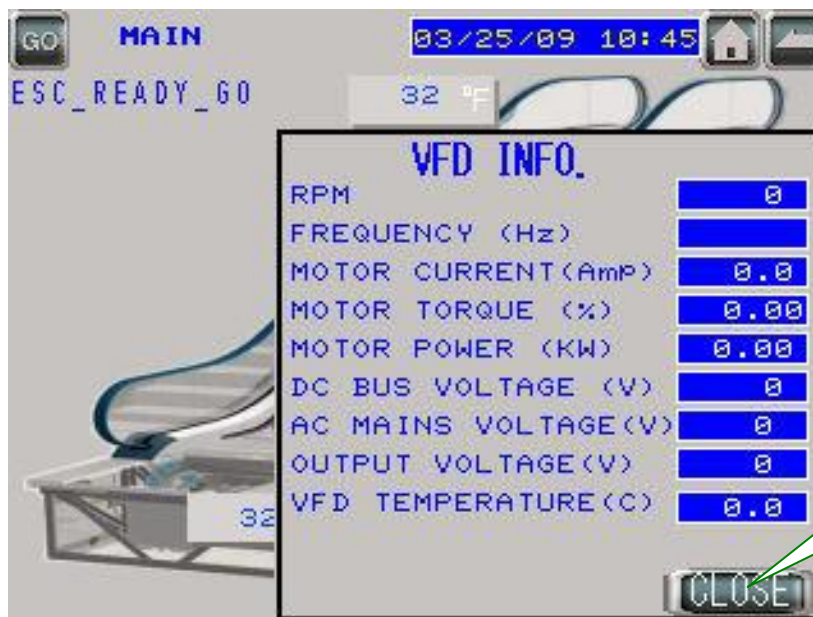 GO MAIN 03/25/09 10:45
ESC_READY_GO 32 °F
VFD INFO.
RPM 0
FREQUENCY (Hz)
MOTOR CURRENT(Amp) 0.0
MOTOR TORQUE (%) 0.00
MOTOR POWER (KW) 0.00
DC BUS VOLTAGE (V) 0
AC MAINS VOLTAGE(V) 0
OUTPUT VOLTAGE(V) 0
VFD TEMPERATURE(C) 0.0
32
CLOSE